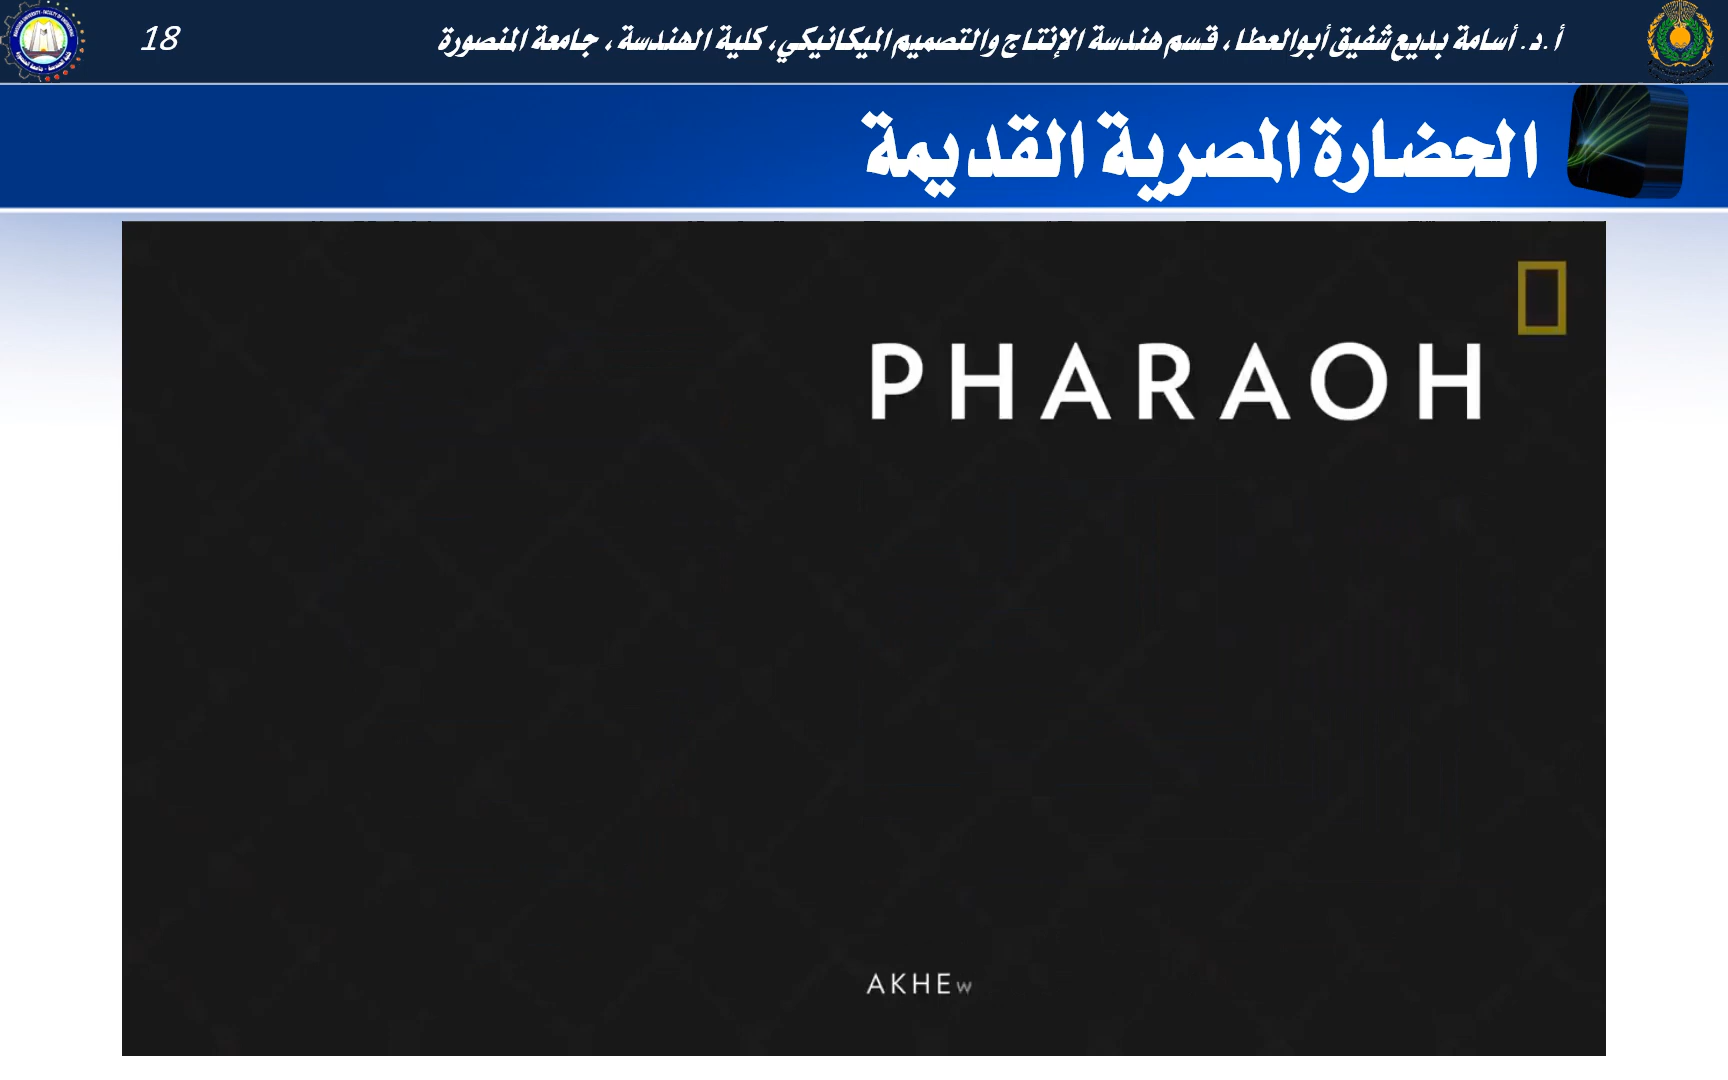 أ.د. أسامة بديع شفيق أبوالعطا ، قسم هندسة الإنتاج والتصميم الميكانيكي، كلية الهندسة ، جامعة المنصورة
18
الحضارة المصرية القديمة
PHARAOH
AKHEW